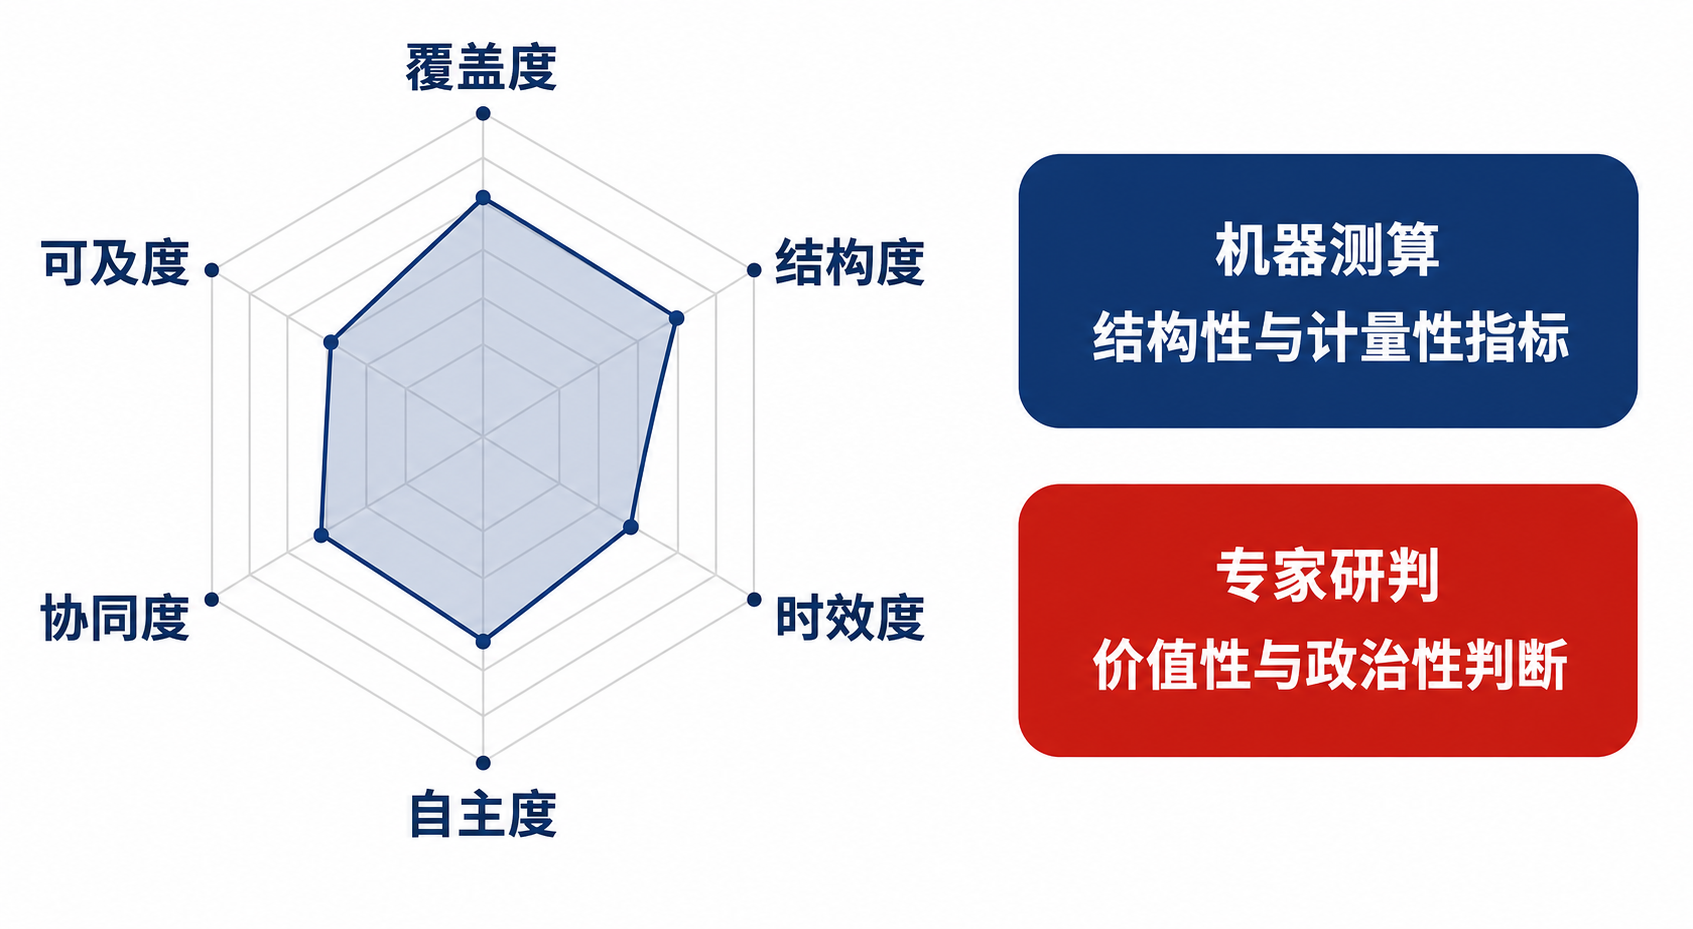 覆盖度
可及度
结构度
协同度
时效度
自主度
机器测算
结构性与计量性指标
专家研判
价值性与政治性判断